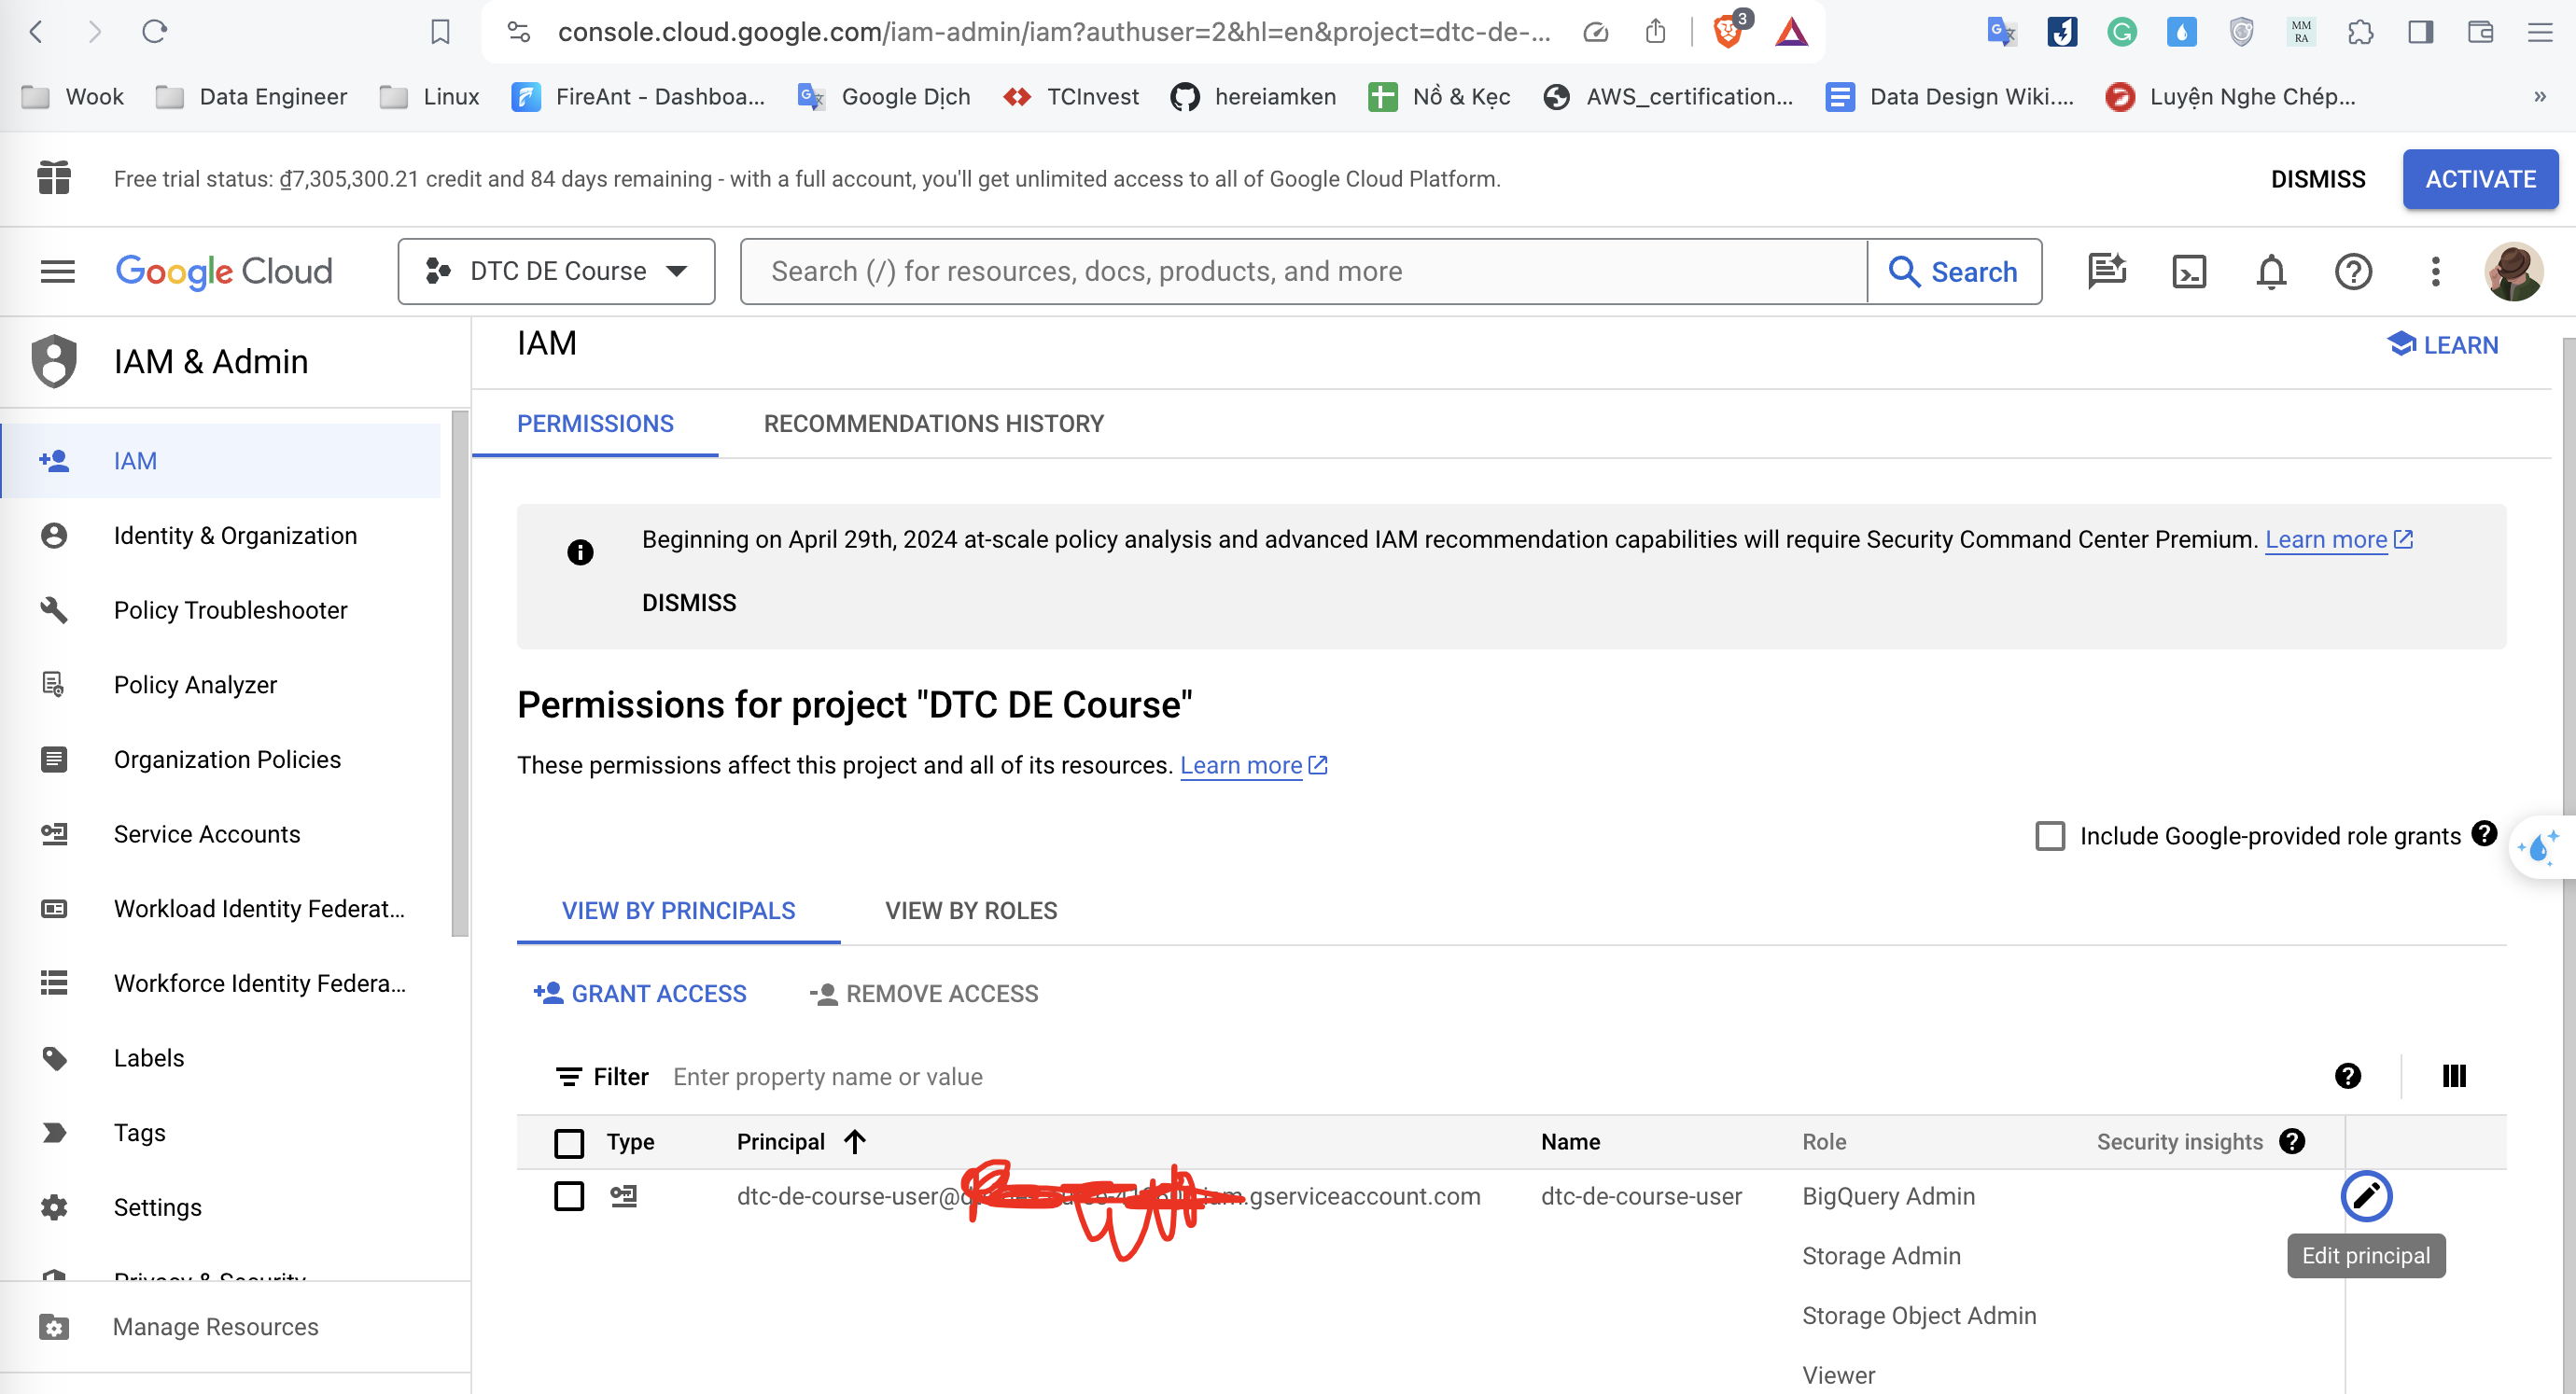 console.cloud.google.com/iam-admin/iam?authuser=2&hl=en&project=dtc-de-...
3
MM
RA
Wook
Data Engineer
Linux
FireAnt - Dashboa...
Google Dịch
TCInvest
hereiamken
Nồ & Kẹc
AWS_certification...
Data Design Wiki....
Luyện Nghe Chép...
»
Free trial status: ₫7,305,300.21 credit and 84 days remaining - with a full account, you'll get unlimited access to all of Google Cloud Platform.
DISMISS
ACTIVATE
Google Cloud
DTC DE Course
Search (/) for resources, docs, products, and more
Search
IAM & Admin
IAM
Identity & Organization
Policy Troubleshooter
Policy Analyzer
Organization Policies
Service Accounts
Workload Identity Federat...
Workforce Identity Federa...
Labels
Tags
Settings
Privacy & Security
Manage Resources
IAM
LEARN
PERMISSIONS
RECOMMENDATIONS HISTORY
Beginning on April 29th, 2024 at-scale policy analysis and advanced IAM recommendation capabilities will require Security Command Center Premium. Learn more
DISMISS
Permissions for project "DTC DE Course"
These permissions affect this project and all of its resources. Learn more
Include Google-provided role grants
VIEW BY PRINCIPALS
VIEW BY ROLES
GRANT ACCESS
REMOVE ACCESS
Filter
Enter property name or value
Type
Principal
Name
Role
Security insights
dtc-de-course-user@
.gserviceaccount.com
dtc-de-course-user
BigQuery Admin
Edit principal
Storage Admin
Storage Object Admin
Viewer